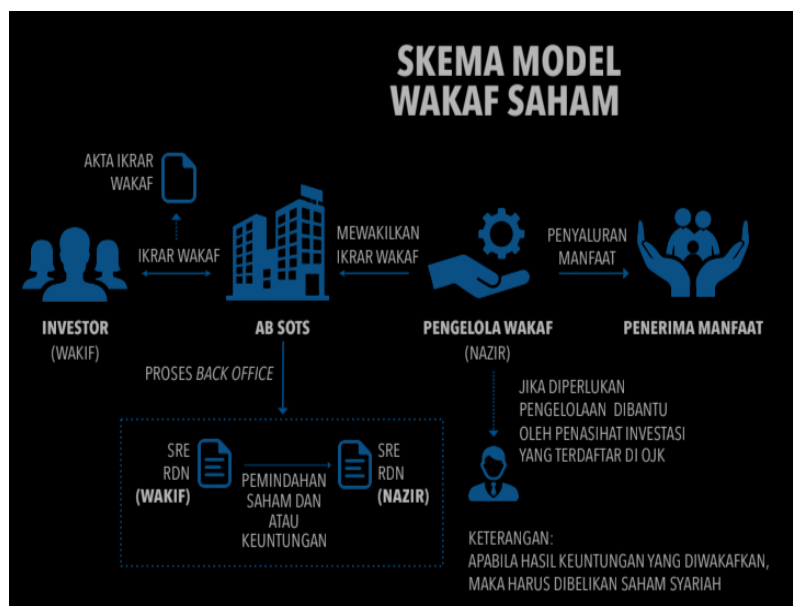 SKEMA MODEL
WAKAF SAHAM
AKTA IKRAR
WAKAF
IKRAR WAKAF
MEWAKILKAN
IKRAR WAKAF
PENYALURAN
MANFAAT
INVESTOR
(WAKIF)
AB SOTS
PENGELOLA WAKAF
(NAZIR)
PENERIMA MANFAAT
PROSES BACK OFFICE
JIKA DIPERLUKAN
PENGELOLAAN DIBANTU
OLEH PENASIHAT INVESTASI
YANG TERDAFTAR DI OJK
SRE
RDN
(WAKIF)
PEMINDAHAN
SAHAM DAN
ATAU
KEUNTUNGAN
SRE
RDN
(NAZIR)
KETERANGAN:
APABILA HASIL KEUNTUNGAN YANG DIWAKAFKAN,
MAKA HARUS DIBELIKAN SAHAM SYARIAH